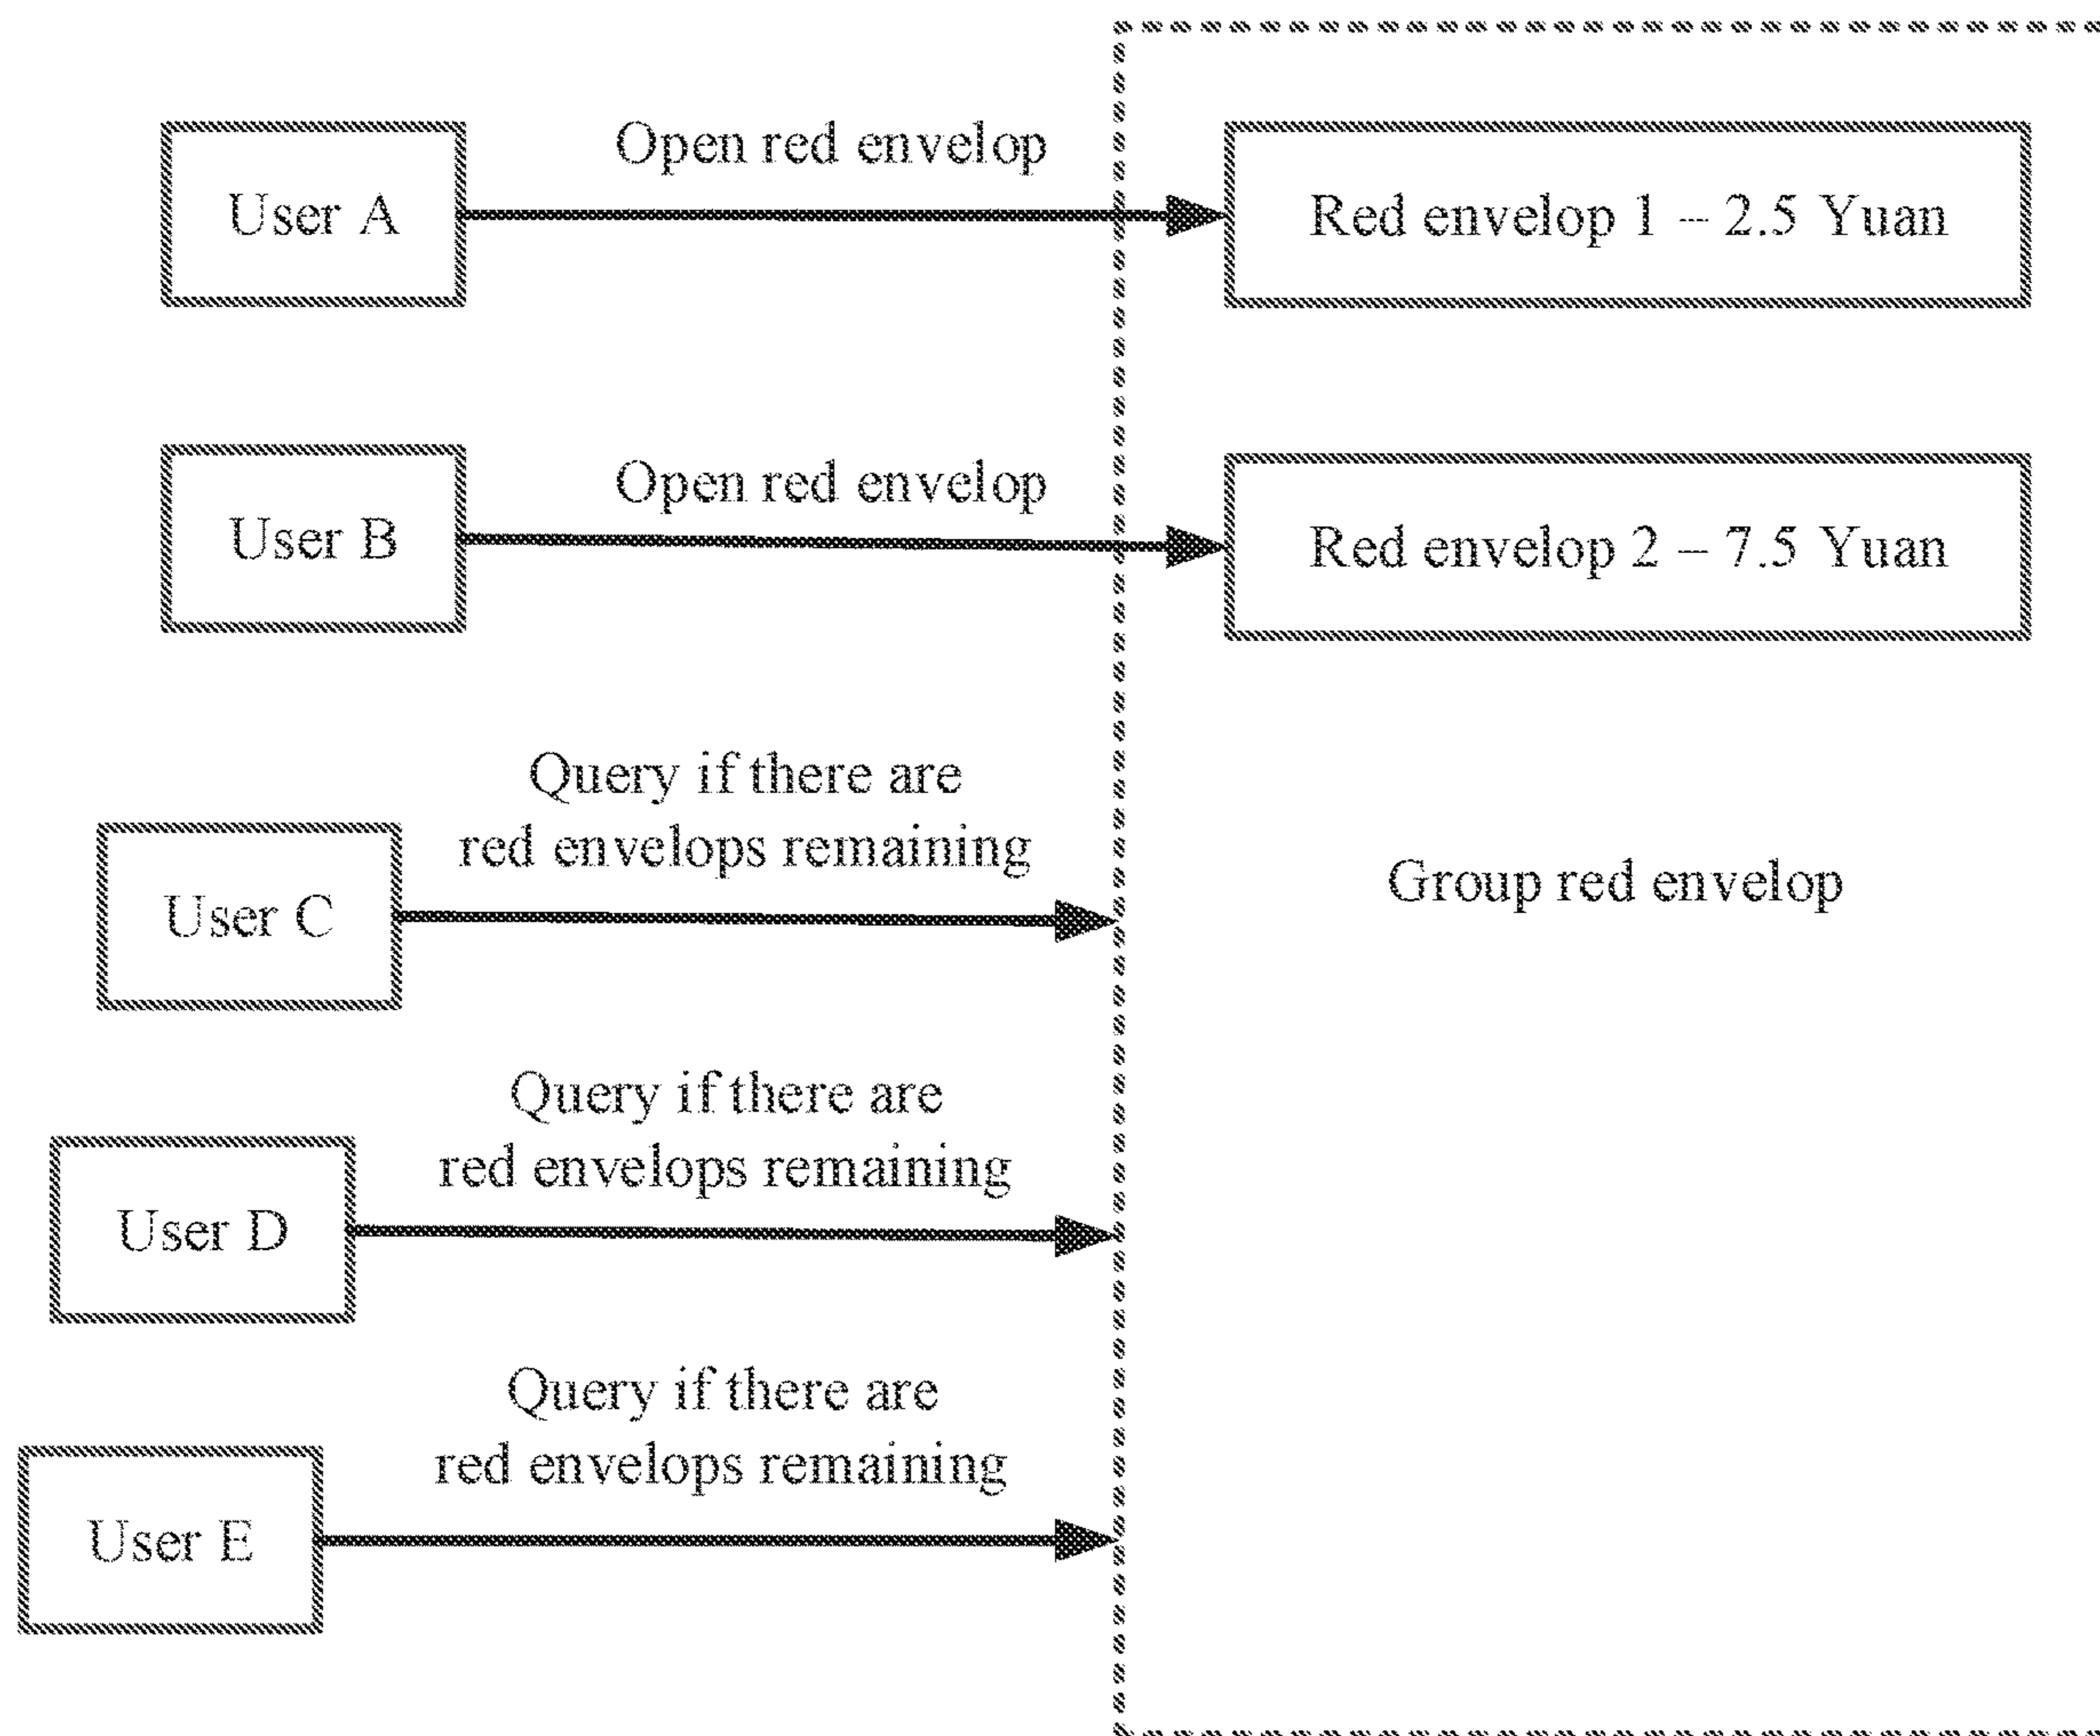 Open red envelop
User A
Red envelop 1 – 2.5 Yuan
Open red envelop
User B
Red envelop 2 – 7.5 Yuan
Query if there are
red envelops remaining
User C
Group red envelop
Query if there are
red envelops remaining
User D
Query if there are
red envelops remaining
User E